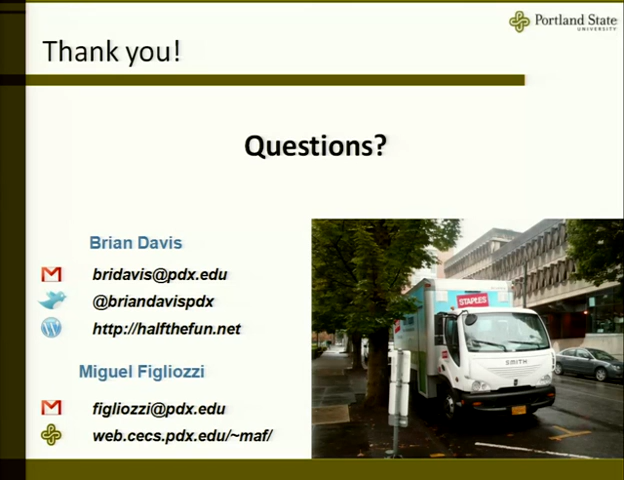 Portland State
UNIVERSITY
Thank you!
Questions?
Brian Davis
bridavis@pdx.edu
@briandavispdx
http://halfthefun.net
Miguel Figliozzi
figliozzi@pdx.edu
web.cecs.pdx.edu/~maf/
STAPLES
SMITH